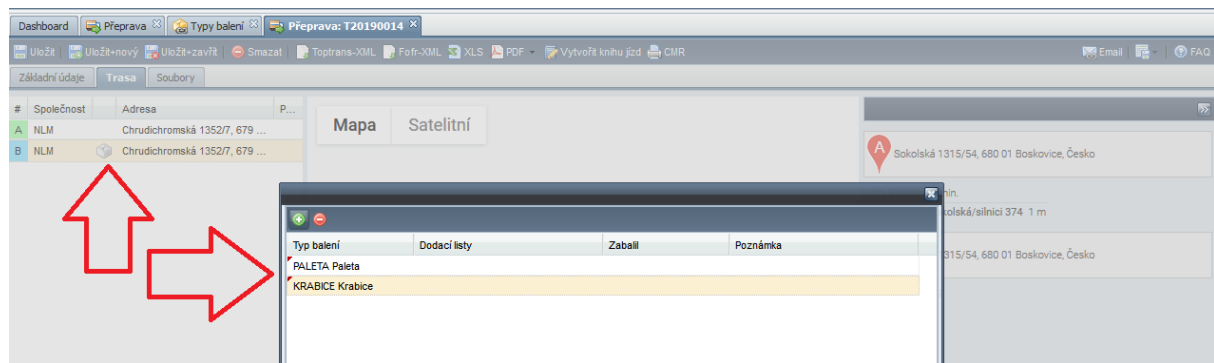 Dashboard Přeprava Typy balení Přeprava: T20190014
Uložit Uložit+nový Uložit+zavřít Smazat Toptrans-XML Fofr-XML XLS PDF Vytvořit knihu jízd CMR Email FAQ
Základní údaje Trasa Soubory
# Společnost Adresa P...
A NLM Chrudichromská 1352/7, 679 ...
B NLM Chrudichromská 1352/7, 679 ...
Mapa Satelitní
A Sokolská 1315/54, 680 01 Boskovice, Česko
min.
kolská/silnici 374 1 m
315/54, 680 01 Boskovice, Česko
Typ balení Dodací listy Zabalil Poznámka
PALETA Paleta
KRABICE Krabice